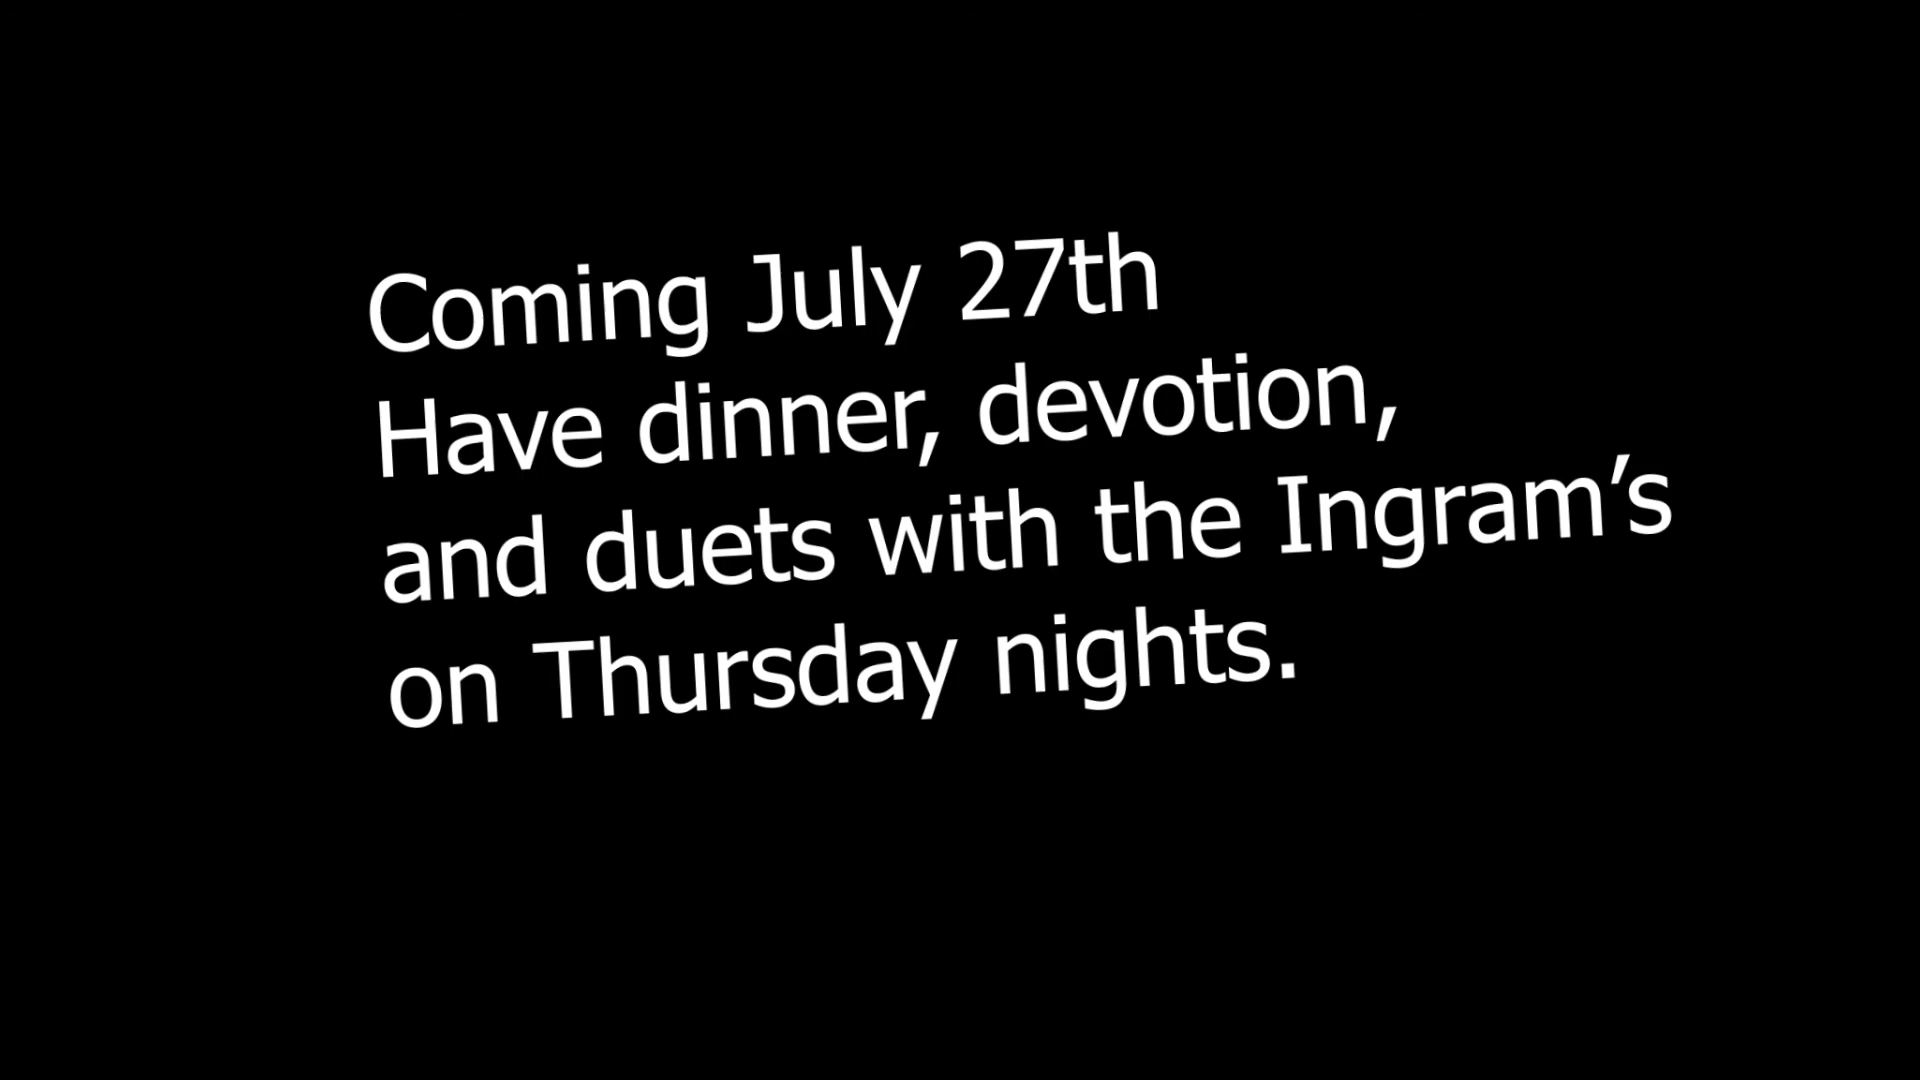 Coming July 27th
Have dinner, devotion,
and duets with the Ingram’s
on Thursday nights.